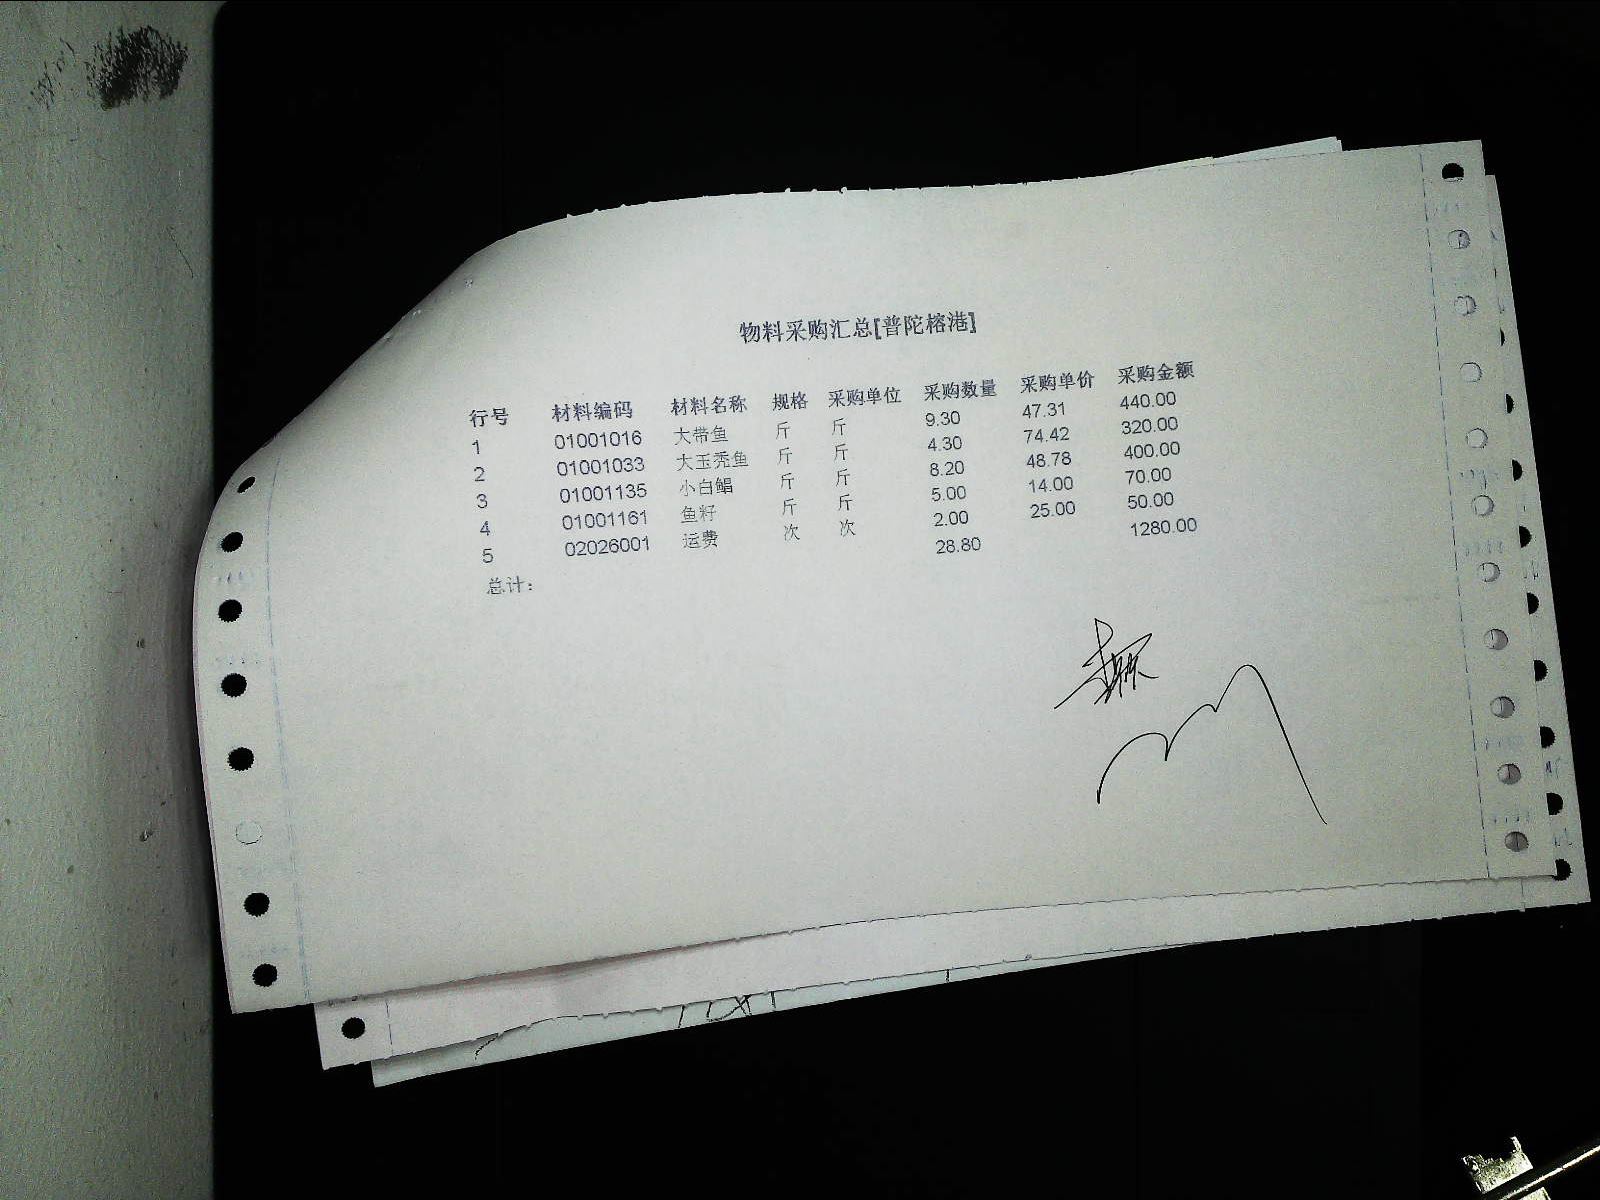 物料采购汇总[普陀榕港]
行号 材料编码 材料名称 规格 采购单位 采购数量 采购单价 采购金额
1 01001016 大带鱼 斤 斤 9.30 47.31 440.00
2 01001033 大玉秃鱼 斤 斤 4.30 74.42 320.00
3 01001135 小白鲳 斤 斤 8.20 48.78 400.00
4 01001161 鱼籽 斤 斤 5.00 14.00 70.00
5 02026001 运费 次 次 2.00 25.00 50.00
总计： 28.80 1280.00